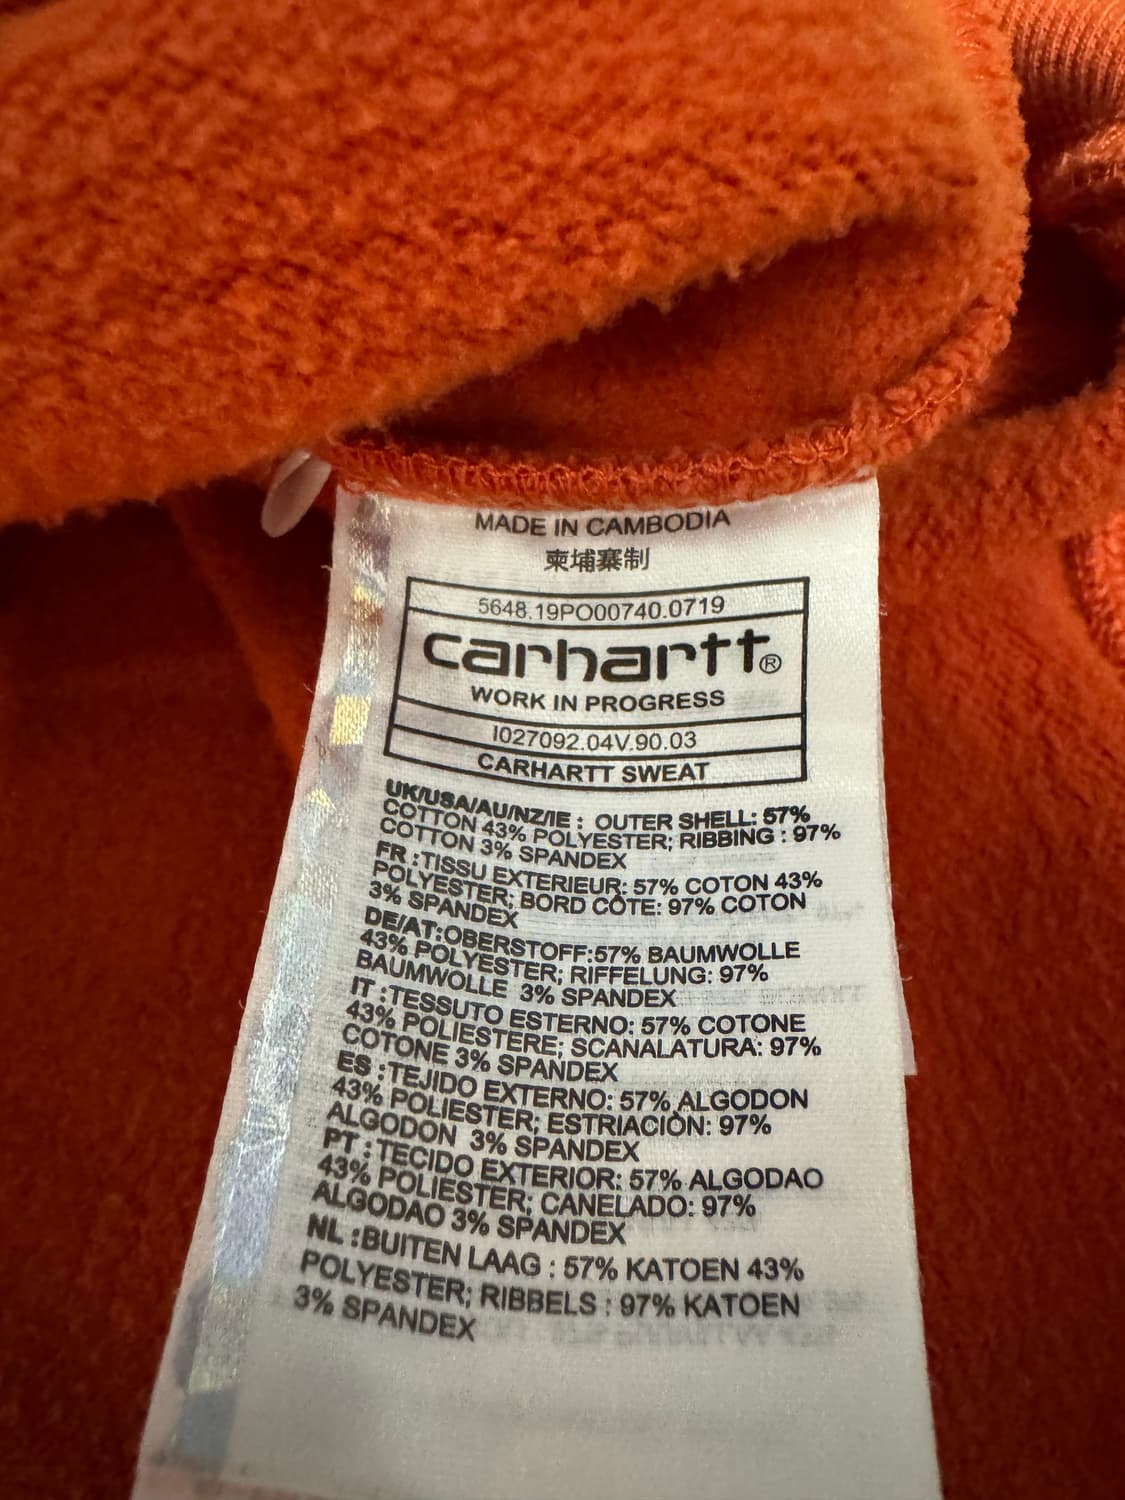 MADE IN CAMBODIA
柬埔寨制
5648.19PO00740.0719
carhartt®
WORK IN PROGRESS
I027092.04V.90.03
CARHARTT SWEAT
UK/USA/AU/NZ/IE : OUTER SHELL: 57%
COTTON 43% POLYESTER; RIBBING : 97%
COTTON 3% SPANDEX
FR :TISSU EXTERIEUR: 57% COTON 43%
POLYESTER; BORD CÔTE: 97% COTON
3% SPANDEX
DE/AT:OBERSTOFF:57% BAUMWOLLE
43% POLYESTER; RIFFELUNG: 97%
BAUMWOLLE 3% SPANDEX
IT :TESSUTO ESTERNO: 57% COTONE
43% POLIESTERE; SCANALATURA: 97%
COTONE 3% SPANDEX
ES :TEJIDO EXTERNO: 57% ALGODON
43% POLIESTER; ESTRIACIÒN: 97%
ALGODON 3% SPANDEX
PT : TECIDO EXTERIOR: 57% ALGODAO
43% POLIESTER; CANELADO: 97%
ALGODAO 3% SPANDEX
NL :BUITEN LAAG : 57% KATOEN 43%
POLYESTER; RIBBELS : 97% KATOEN
3% SPANDEX